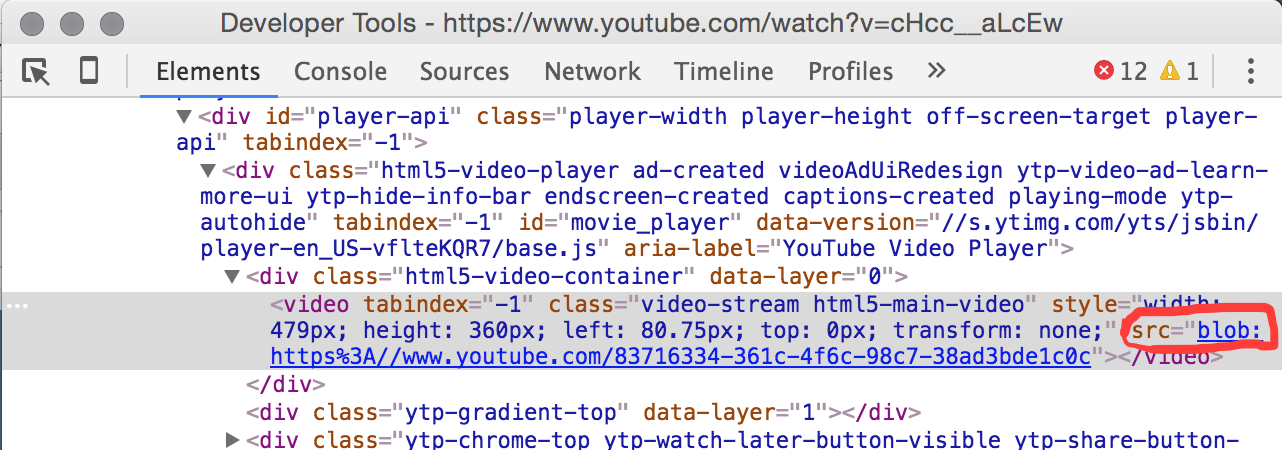 Developer Tools - https://www.youtube.com/watch?v=cHcc__aLcEw
Elements Console Sources Network Timeline Profiles » 12 1
<div id="player-api" class="player-width player-height off-screen-target player-
api" tabindex="-1">
<div class="html5-video-player ad-created videoAdUiRedesign ytp-video-ad-learn-
more-ui ytp-hide-info-bar endscreen-created captions-created playing-mode ytp-
autohide" tabindex="-1" id="movie_player" data-version="//s.ytimg.com/yts/jsbin/
player-en_US-vflteKQR7/base.js" aria-label="YouTube Video Player">
<div class="html5-video-container" data-layer="0">
<video tabindex="-1" class="video-stream html5-main-video" style="width:
479px; height: 360px; left: 80.75px; top: 0px; transform: none;" src="blob:
https%3A//www.youtube.com/83716334-361c-4f6c-98c7-38ad3bde1c0c"></video>
</div>
<div class="ytp-gradient-top" data-layer="1"></div>
<div class="ytp-chrome-top ytp-watch-later-button-visible ytp-share-button-